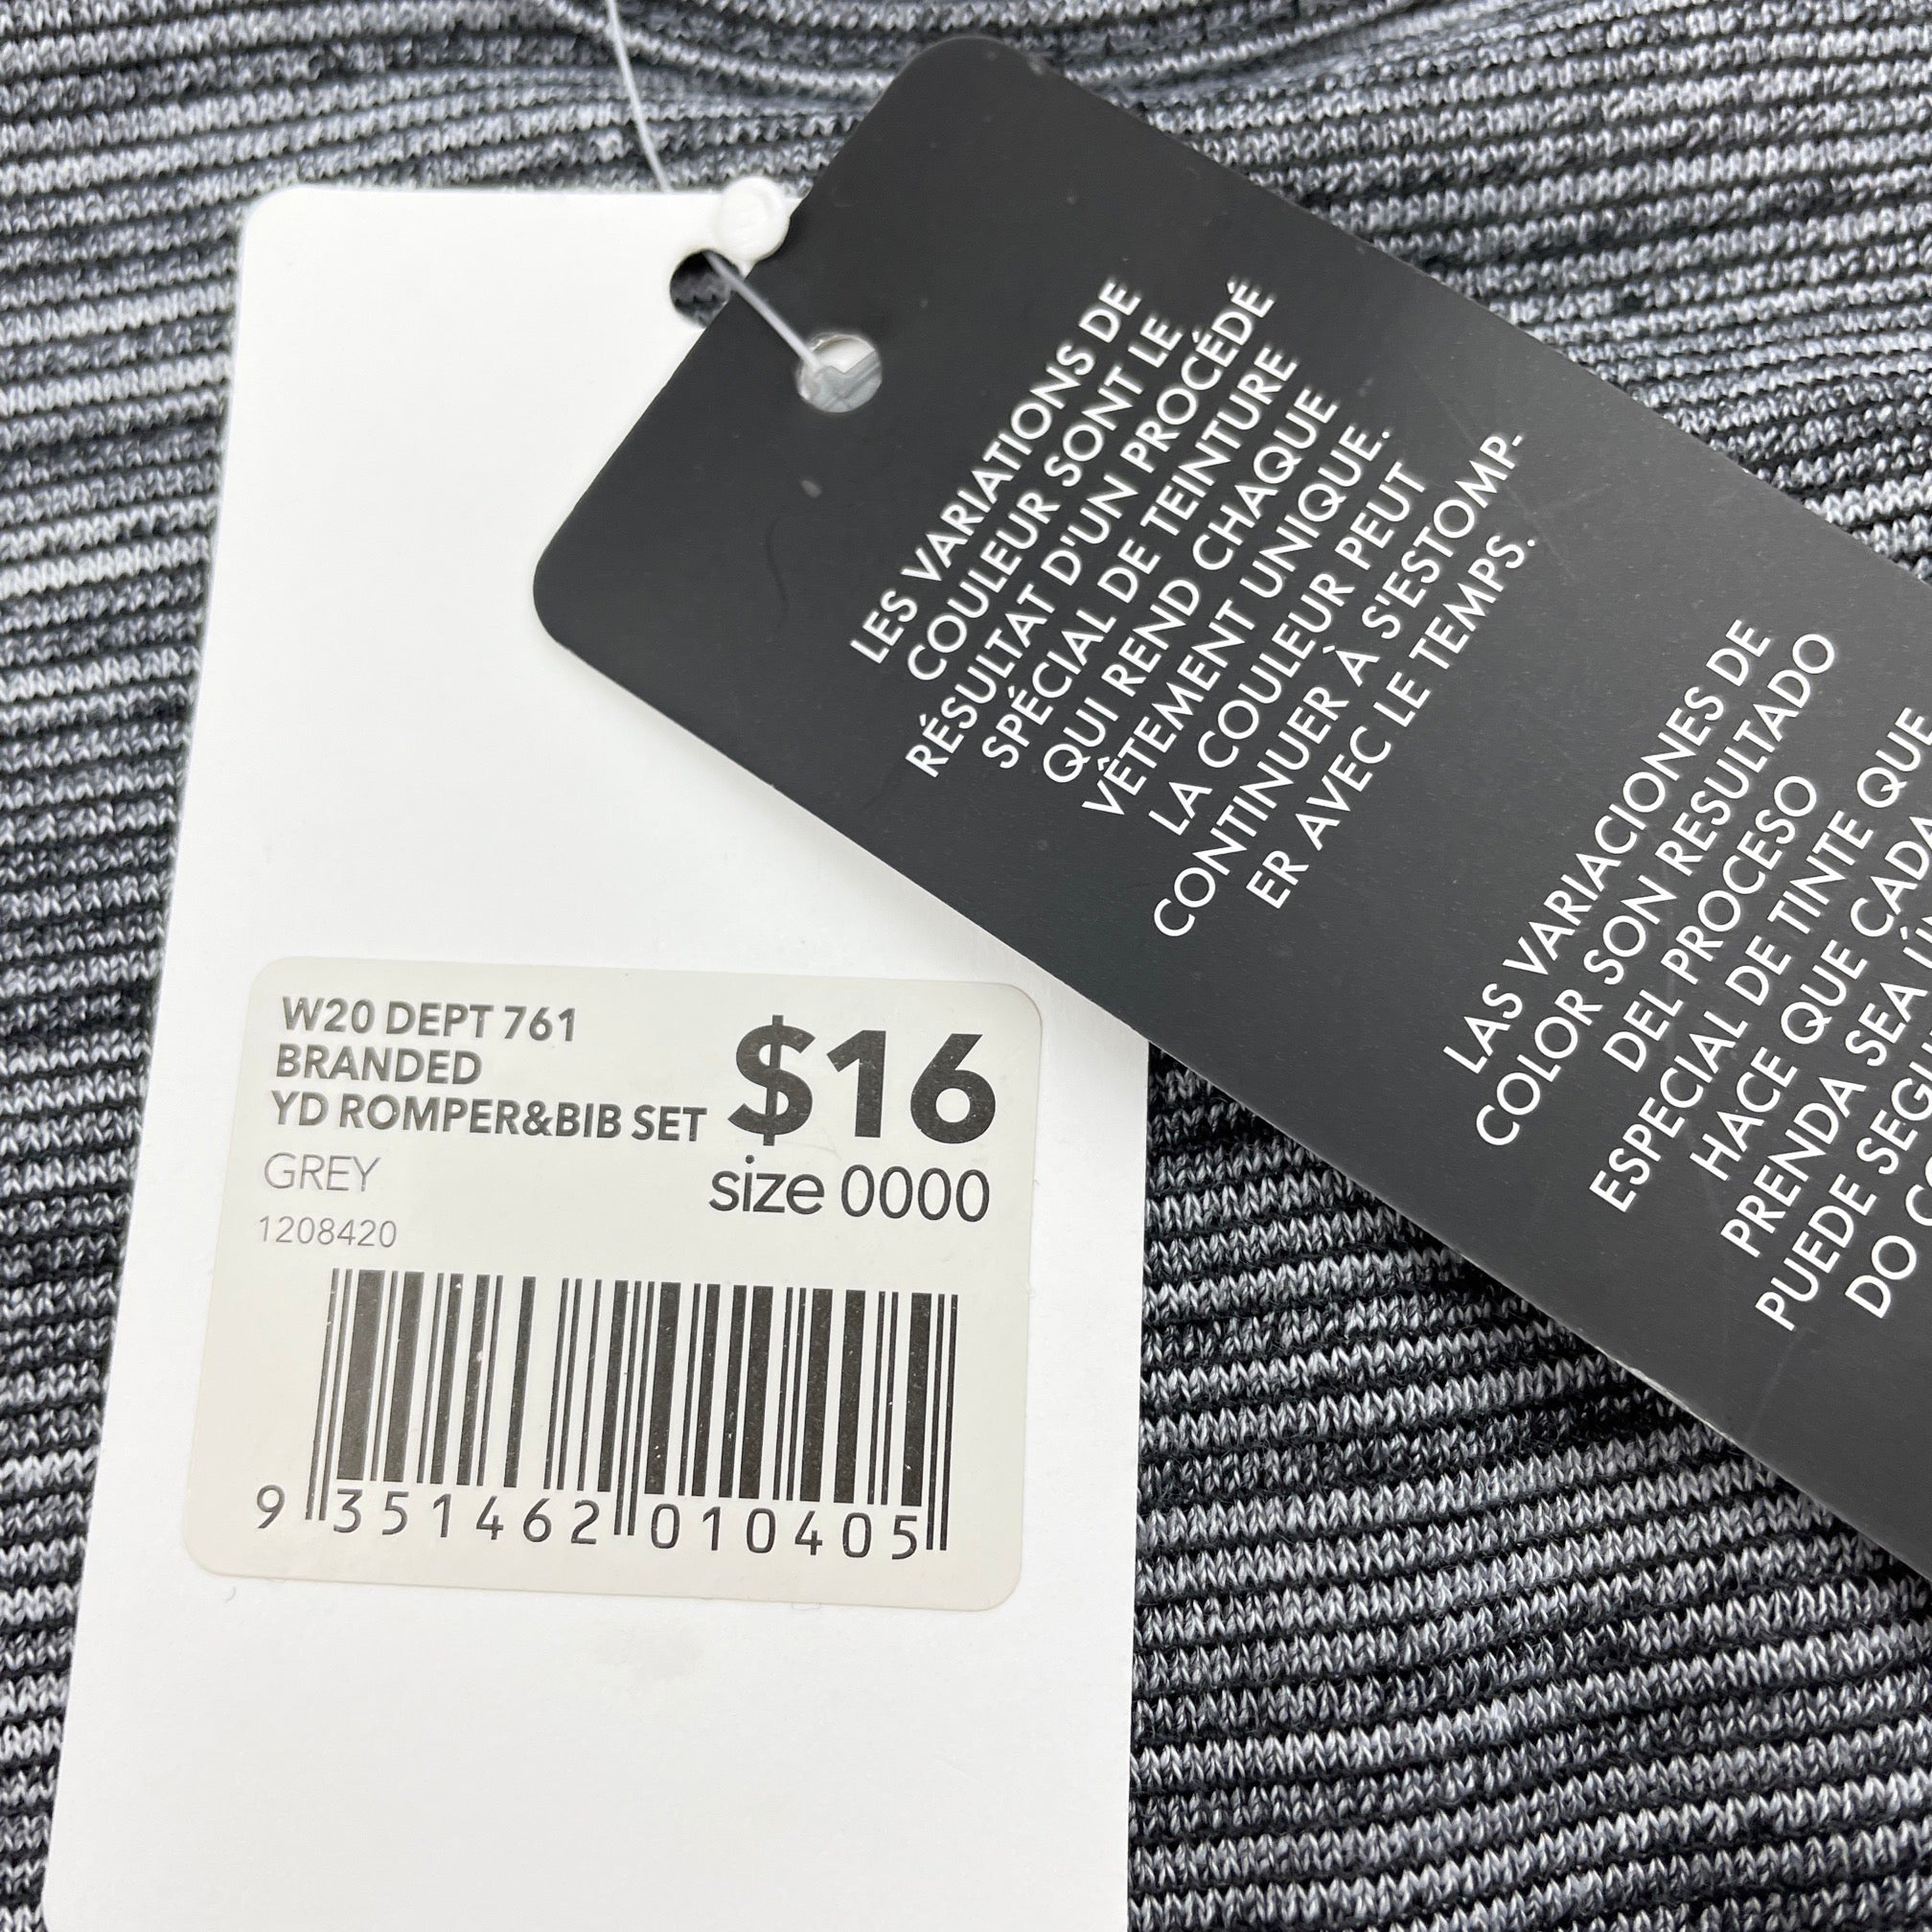 W20 DEPT 761
BRANDED
YD ROMPER&BIB SET
$16
GREY
size 0000
1208420
9 351462 010405
LES VARIATIONS DE
COULEUR SONT LE
RÉSULTAT D'UN PROCÉDÉ
SPÉCIAL DE TEINTURE
QUI REND CHAQUE
VÊTEMENT UNIQUE.
LA COULEUR PEUT
CONTINUER À S'ESTOMP-
ER AVEC LE TEMPS.
LAS VARIACIONES DE
COLOR SON RESULTADO
DEL PROCESO
ESPECIAL DE TINTE QUE
HACE QUE CADA
PRENDA SEA
PUEDE
DO